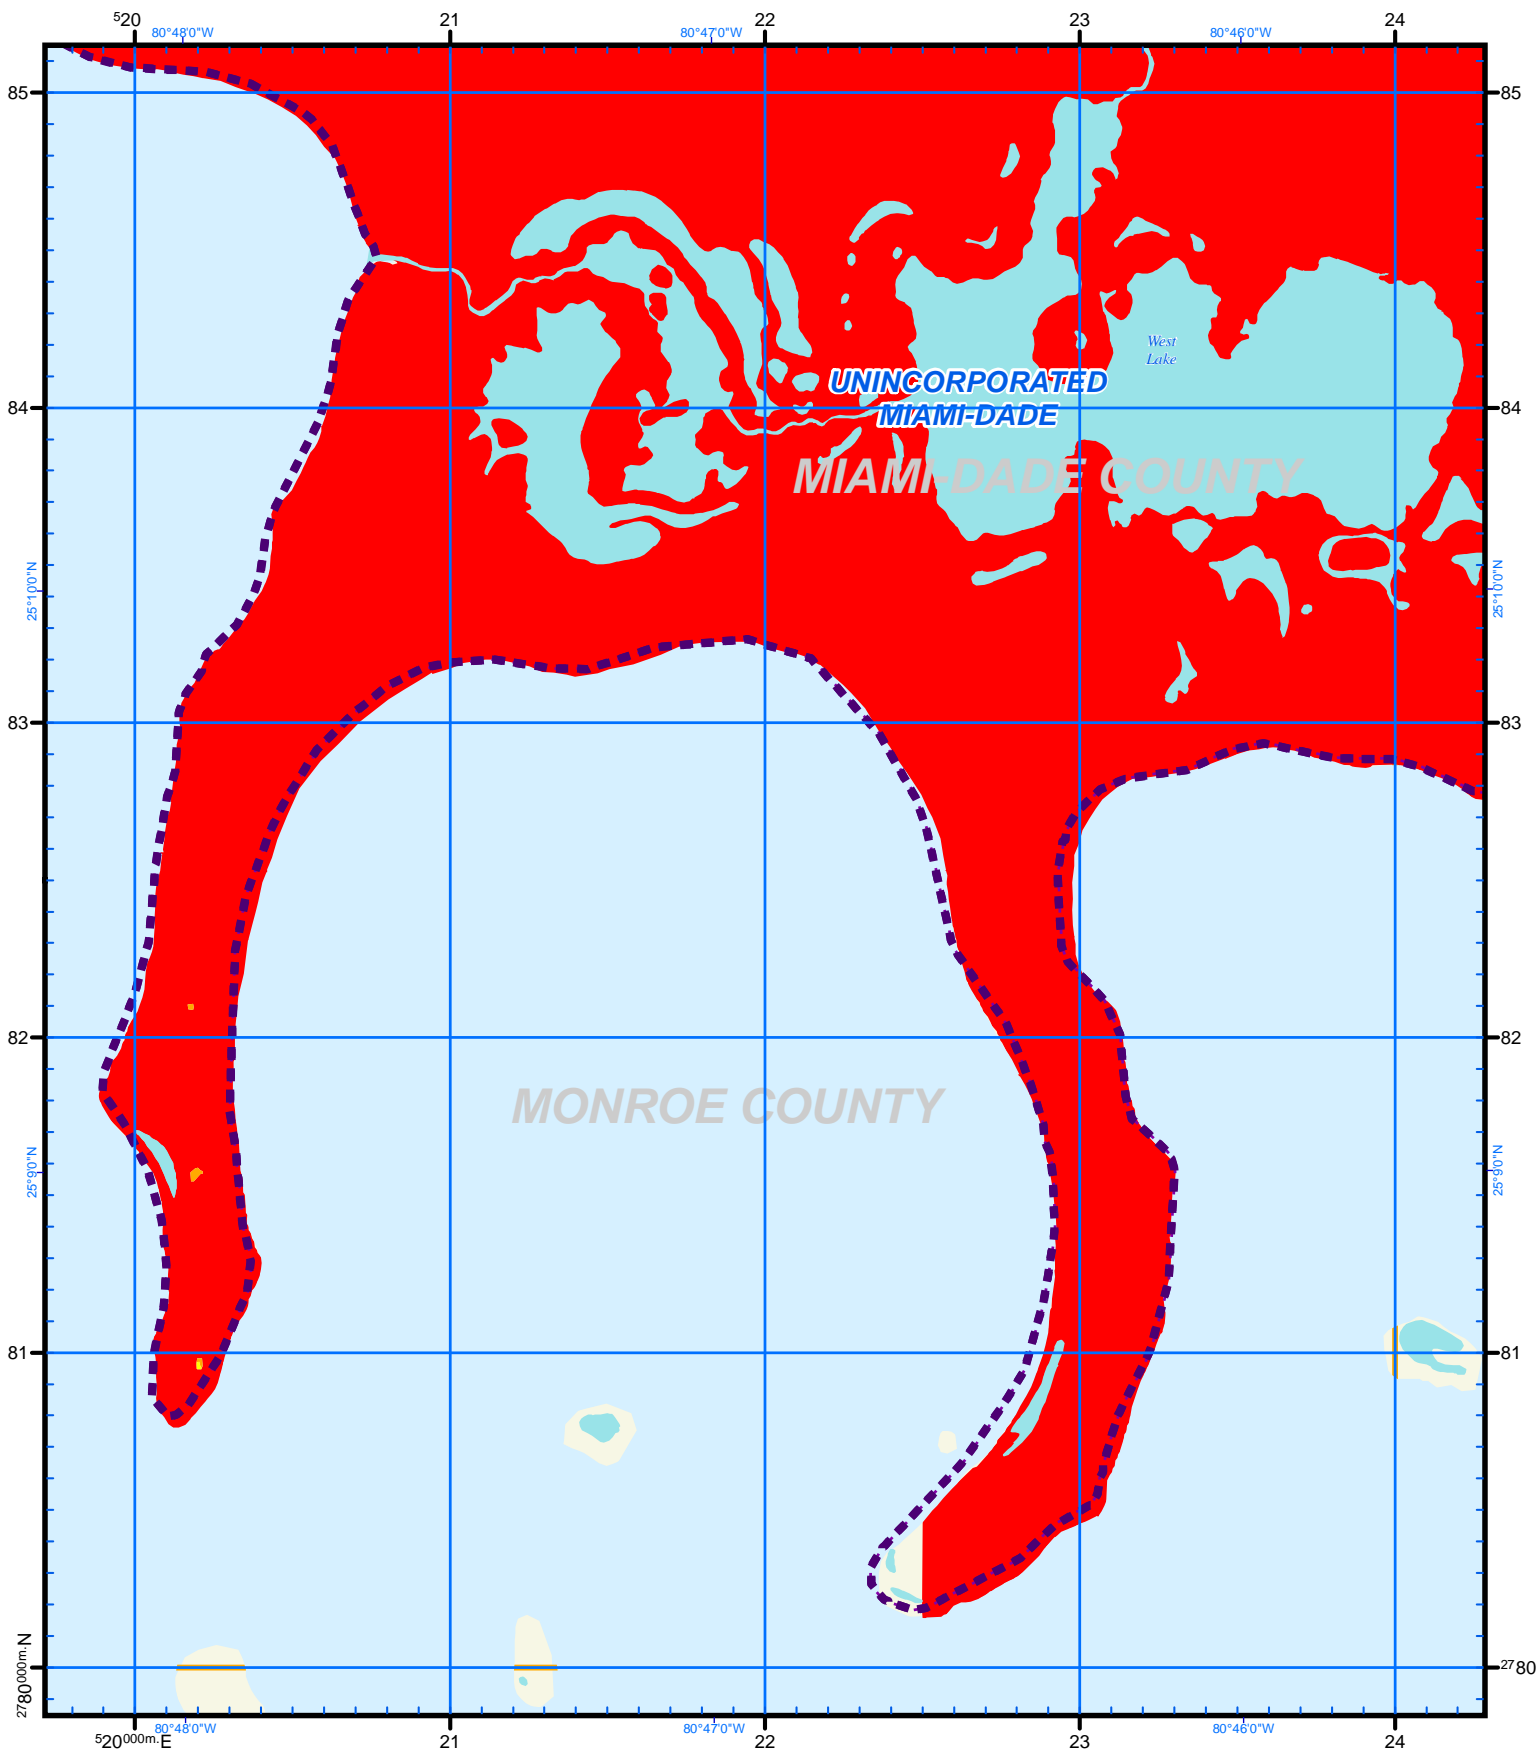 ⁵20 21 22 23 24
80°48'0"W 80°47'0"W 80°46'0"W
85 85
West
Lake
UNINCORPORATED
84 MIAMI-DADE 84
MIAMI-DADE COUNTY
25°10'0"N 25°10'0"N
83 83
82 82
MONROE COUNTY
25°9'0"N 25°9'0"N
81 81
²⁷80⁰⁰⁰ᵐ·N ²⁷80
80°48'0"W 80°47'0"W 80°46'0"W
⁵20⁰⁰⁰ᵐ·E 21 22 23 24